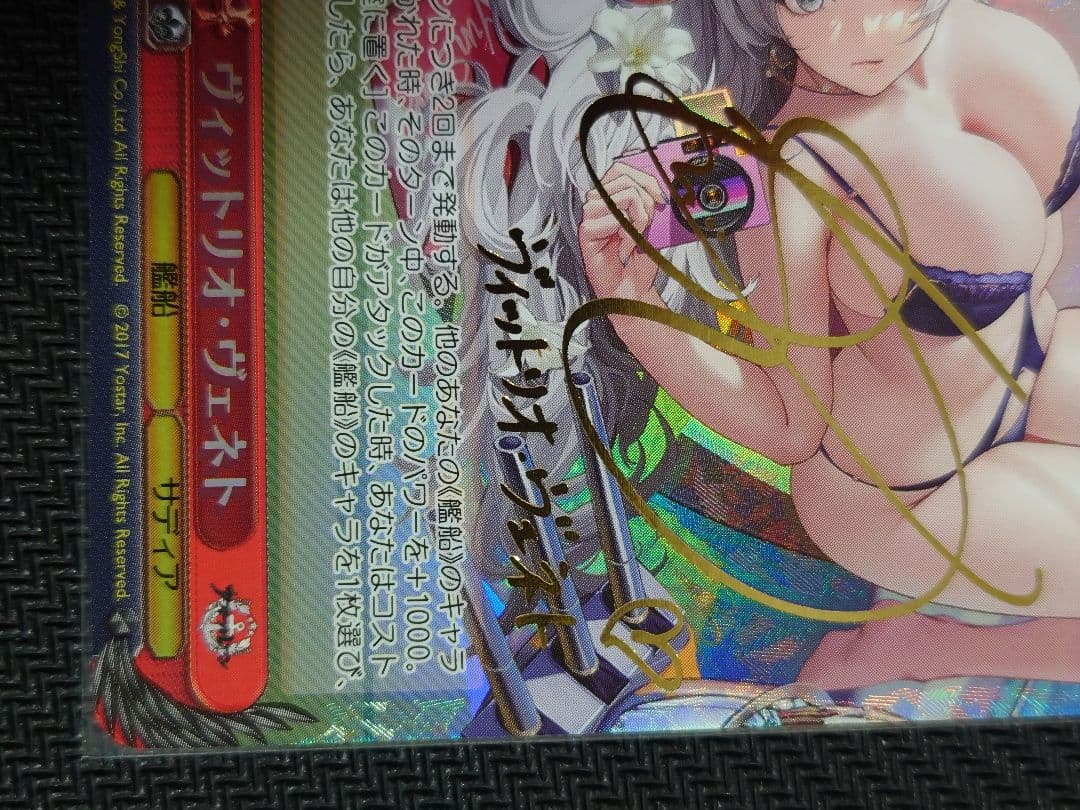 ンにつき2回まで発動する。他のあなたの《艦船》のキャラ
かれた時、そのターン中、このカードのパワーを+1000。
に置く］このカードがアタックした時、あなたはコスト
したら、あなたは他の自分の《艦船》のキャラを1枚選び、
ヴィットリオ・ヴェネト
ヴィットリオ・ヴェネト
艦船
サディア
& YongShi Co.,Ltd. All Rights Reserved. © 2017 Yostar, Inc. All Rights Reserved.